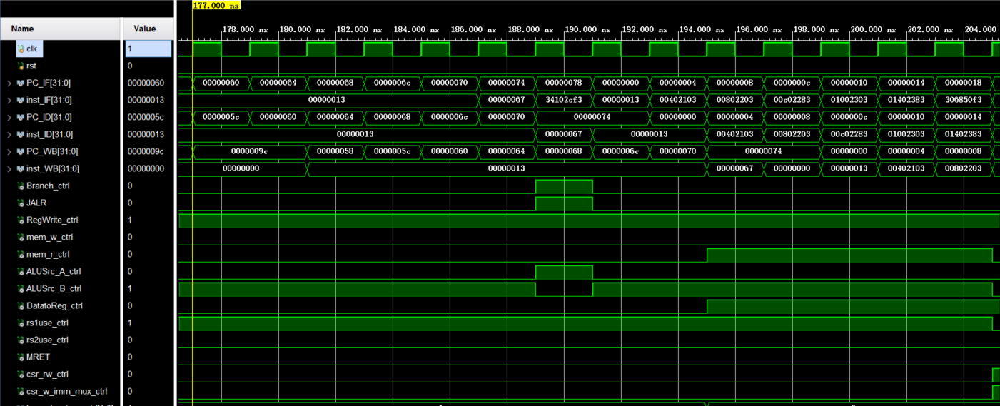 177.000 ns
Name Value 178.000 ns 180.000 ns 182.000 ns 184.000 ns 186.000 ns 188.000 ns 190.000 ns 192.000 ns 194.000 ns 196.000 ns 198.000 ns 200.000 ns 202.000 ns 204.000
clk 1
rst 0
PC_IF[31:0] 00000060 00000060 00000064 00000068 0000006c 00000070 00000074 00000078 00000000 00000004 00000008 0000000c 00000010 00000014 00000018
inst_IF[31:0] 00000013 00000013 00000067 34102cf3 00000013 00402103 00802203 00c02283 01002303 01402383 306850f3
PC_ID[31:0] 0000005c 0000005c 00000060 00000064 00000068 0000006c 00000070 00000074 00000000 00000004 00000008 0000000c 00000010 00000014
inst_ID[31:0] 00000013 00000013 00000067 00000013 00402103 00802203 00c02283 01002303 01402383
PC_WB[31:0] 0000009c 0000009c 00000058 0000005c 00000060 00000064 00000068 0000006c 00000070 00000074 00000000 00000004 00000008
inst_WB[31:0] 00000000 00000000 00000013 00000067 00000000 00000013 00402103 00802203
Branch_ctrl 0
JALR 0
RegWrite_ctrl 1
mem_w_ctrl 0
mem_r_ctrl 0
ALUSrc_A_ctrl 0
ALUSrc_B_ctrl 1
DatatoReg_ctrl 0
rs1use_ctrl 1
rs2use_ctrl 0
MRET 0
csr_rw_ctrl 0
csr_w_imm_mux_ctrl 0